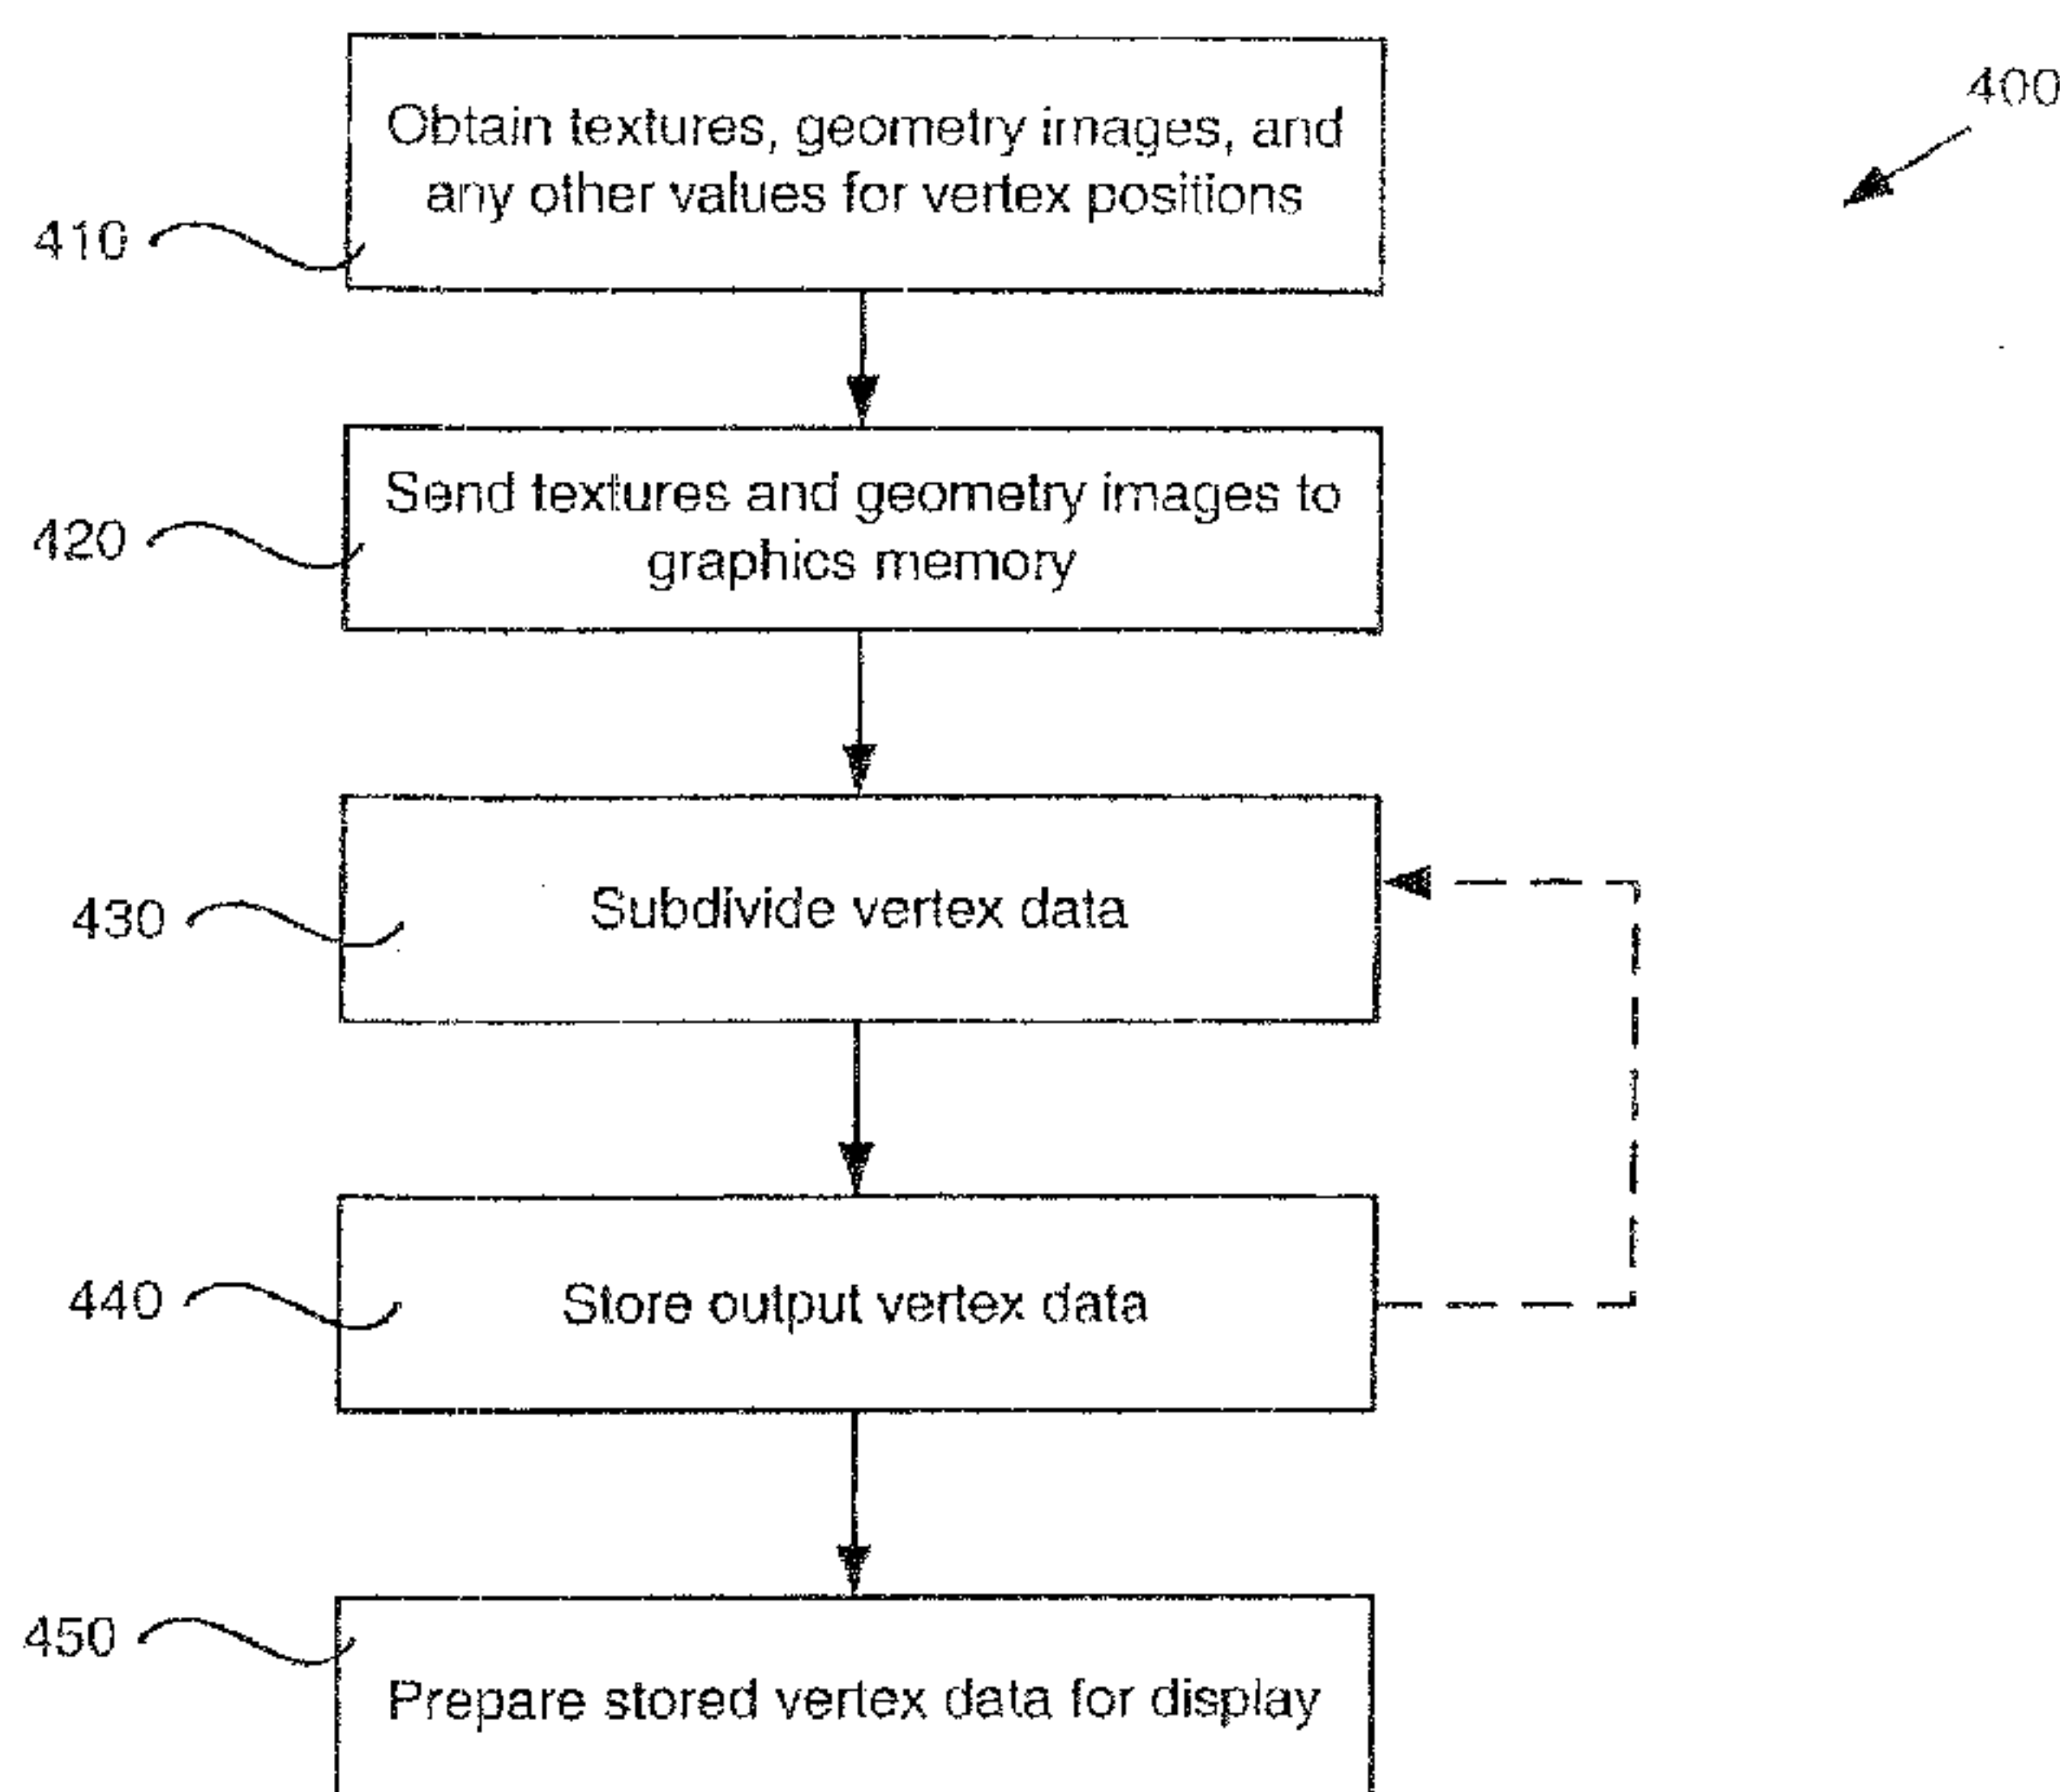 400
Obtain textures, geometry images, and
any other values for vertex positions
410
Send textures and geometry images to
graphics memory
420
Subdivide vertex data
430
Store output vertex data
440
450
Prepare stored vertex data for display